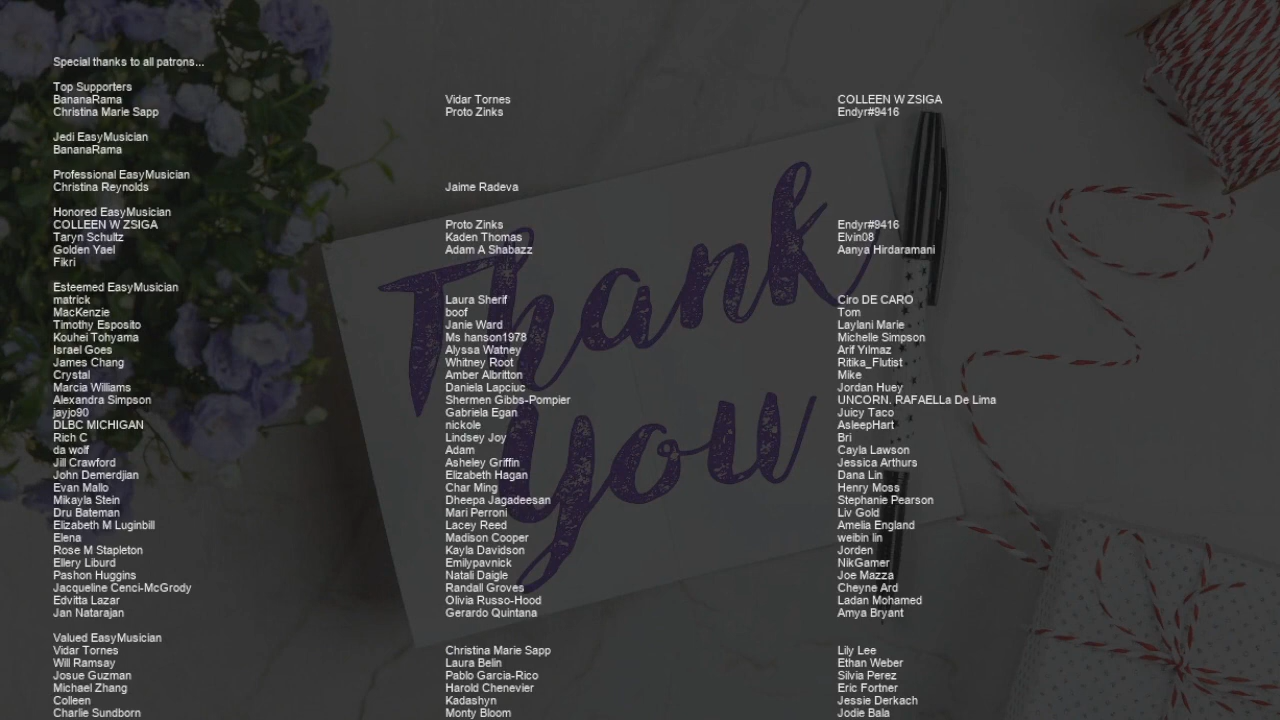 Special thanks to all patrons...
Top Supporters
BananaRama Vidar Tornes COLLEEN W ZSIGA
Christina Marie Sapp Proto Zinks Endyr#9416
Jedi EasyMusician
BananaRama
Professional EasyMusician
Christina Reynolds Jaime Radeva
Honored EasyMusician
COLLEEN W ZSIGA Proto Zinks Endyr#9416
Taryn Schultz Kaden Thomas Elvin08
Golden Yael Adam A Shabazz Aanya Hirdaramani
Fikri
Esteemed EasyMusician
matrick Laura Sherif Ciro DE CARO
MacKenzie boof Tom
Timothy Esposito Janie Ward Laylani Marie
Kouhei Tohyama Ms hanson1978 Michelle Simpson
Israel Goes Alyssa Watney Arif Yılmaz
James Chang Whitney Root Ritika_Flutist
Crystal Amber Albritton Mike
Marcia Williams Daniela Lapciuc Jordan Huey
Alexandra Simpson Shermen Gibbs-Pompier UNCORN. RAFAELLa De Lima
jayjo90 Gabriela Egan Juicy Taco
DLBC MICHIGAN nickole AsleepHart
Rich C Lindsey Joy Bri
da wolf Adam Cayla Lawson
Jill Crawford Asheley Griffin Jessica Arthurs
John Demerdjian Elizabeth Hagan Dana Lin
Evan Mallo Char Ming Henry Moss
Mikayla Stein Dheepa Jagadeesan Stephanie Pearson
Dru Bateman Mari Perroni Liv Gold
Elizabeth M Luginbill Lacey Reed Amelia England
Elena Madison Cooper weibin lin
Rose M Stapleton Kayla Davidson Jorden
Ellery Liburd Emilypavnick NikGamer
Pashon Huggins Natali Daigle Joe Mazza
Jacqueline Cenci-McGrody Randall Groves Cheyne Ard
Edvitta Lazar Olivia Russo-Hood Ladan Mohamed
Jan Natarajan Gerardo Quintana Amya Bryant
Valued EasyMusician
Vidar Tornes Christina Marie Sapp Lily Lee
Will Ramsay Laura Belin Ethan Weber
Josue Guzman Pablo Garcia-Rico Silvia Perez
Michael Zhang Harold Chenevier Eric Fortner
Colleen Kadashyn Jessie Derkach
Charlie Sundborn Monty Bloom Jodie Bala
Thank
you